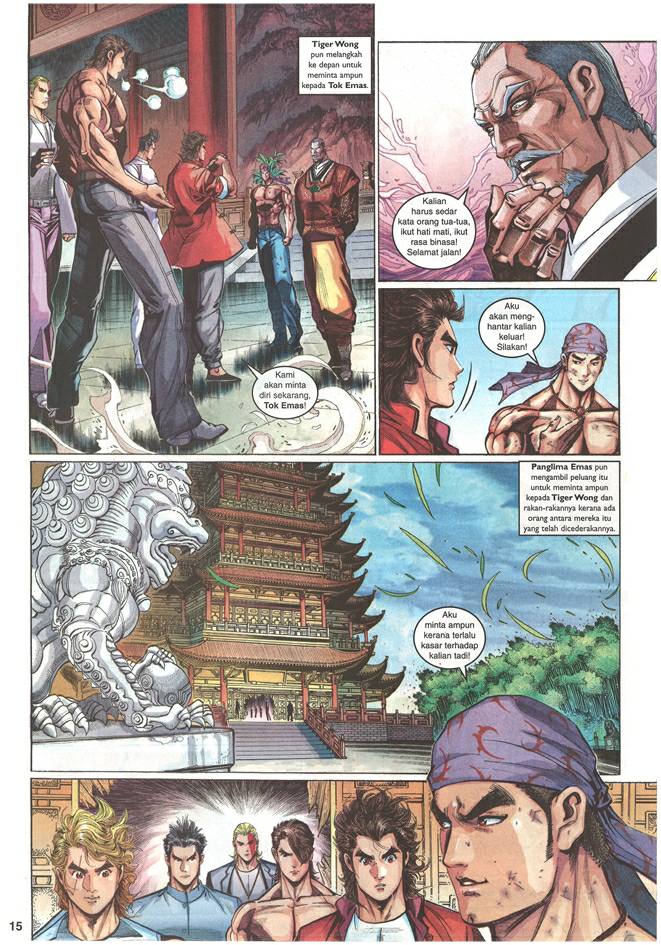 Tiger Wong
pun melangkah
ke depan untuk
meminta ampun
kepada Tok Emas.
Kalian
harus sedar
kata orang tua-tua,
ikut hati mati, ikut
rasa binasa!
Selamat jalan!
Aku
akan meng-
hantar kalian
keluar!
Silakan!
Kami
akan minta
diri sekarang,
Tok Emas!
Panglima Emas pun
mengambil peluang itu
untuk meminta ampun
kepada Tiger Wong dan
rakan-rakannya kerana ada
orang antara mereka itu
yang telah dicederakannya.
Aku
minta ampun
kerana terlalu
kasar terhadap
kalian tadi!
15